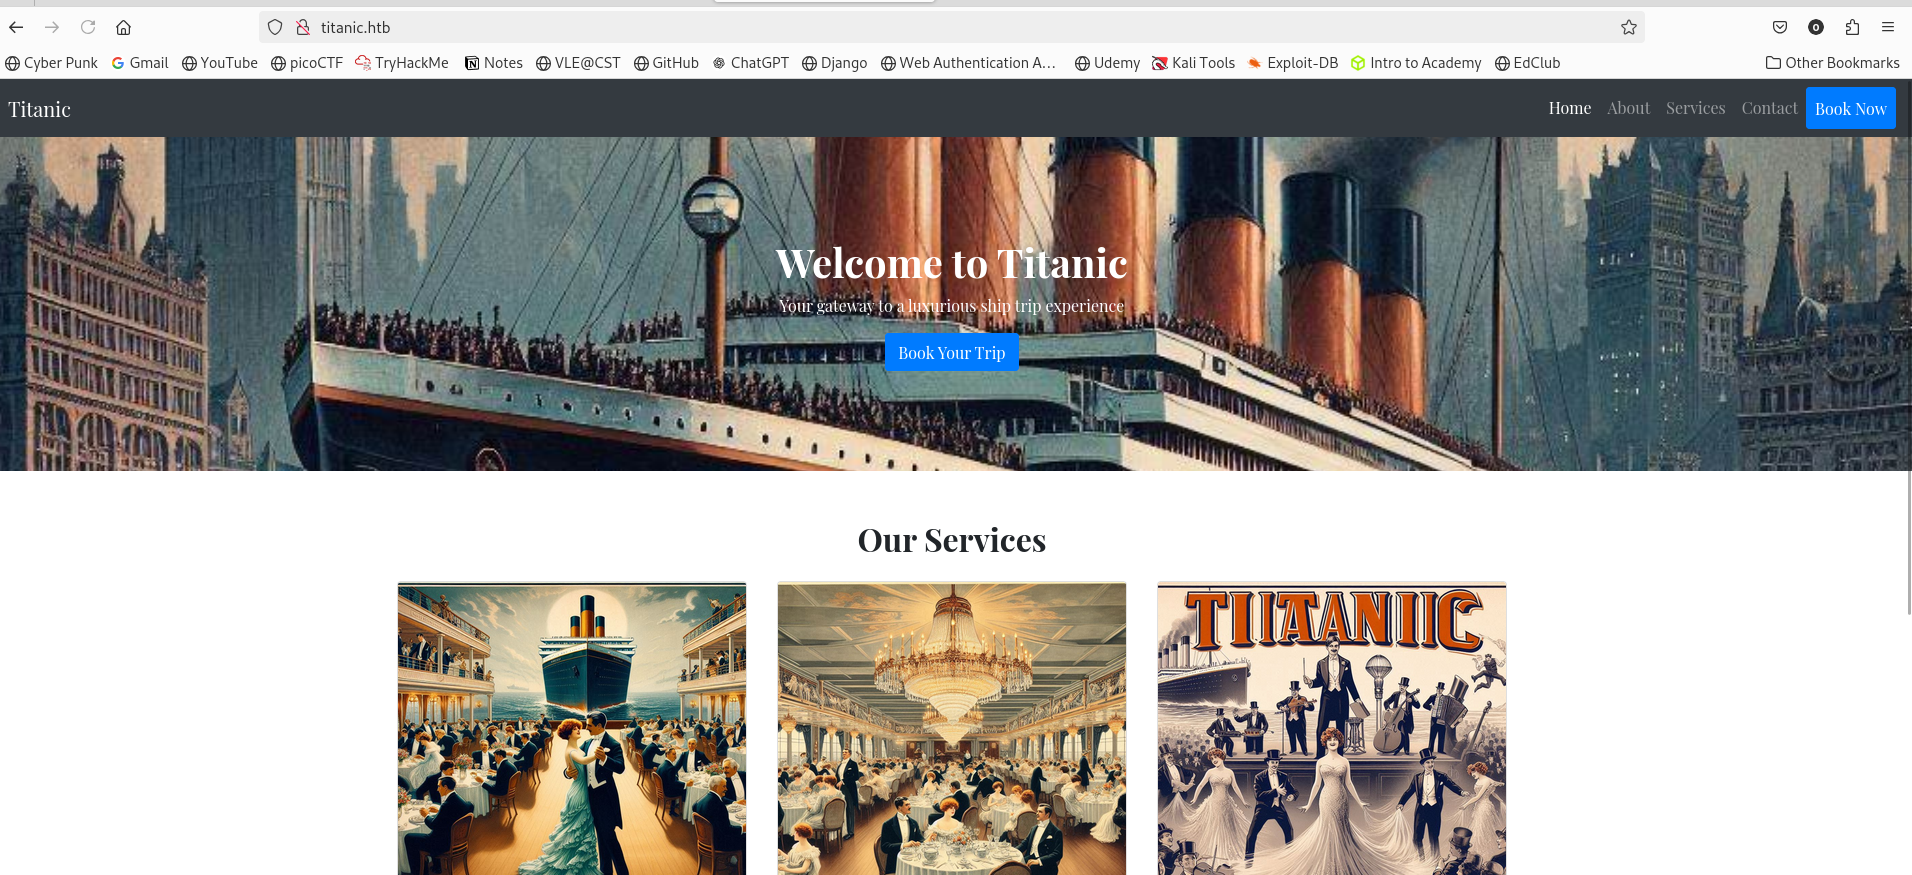 titanic.htb
Cyber Punk Gmail YouTube picoCTF TryHackMe Notes VLE@CST GitHub ChatGPT Django Web Authentication A... Udemy Kali Tools Exploit-DB Intro to Academy EdClub Other Bookmarks
Titanic Home About Services Contact Book Now
Welcome to Titanic
Your gateway to a luxurious ship trip experience
Book Your Trip
Our Services
TIITAANIIC